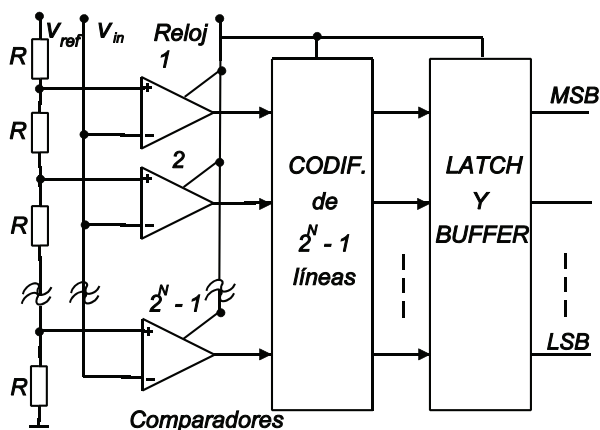 V_ref V_in Reloj
R 1
+
-
R
2
+
-
R
CODIF.
de
2^N - 1
líneas
LATCH
Y
BUFFER
MSB
2^N - 1
+
-
R
LSB
Comparadores